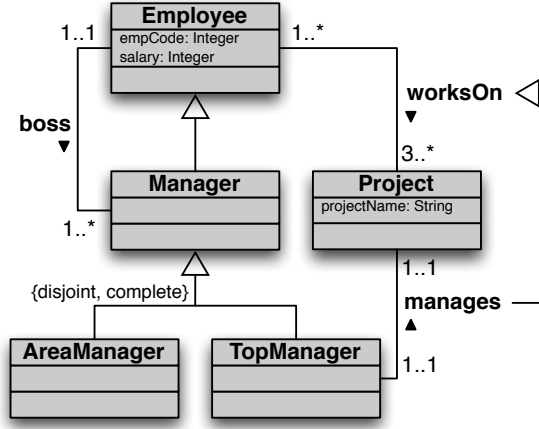 Employee
empCode: Integer
salary: Integer
1..1
1..*
boss
worksOn
3..*
Manager
Project
projectName: String
1..*
1..1
{disjoint, complete}
manages
AreaManager
TopManager
1..1